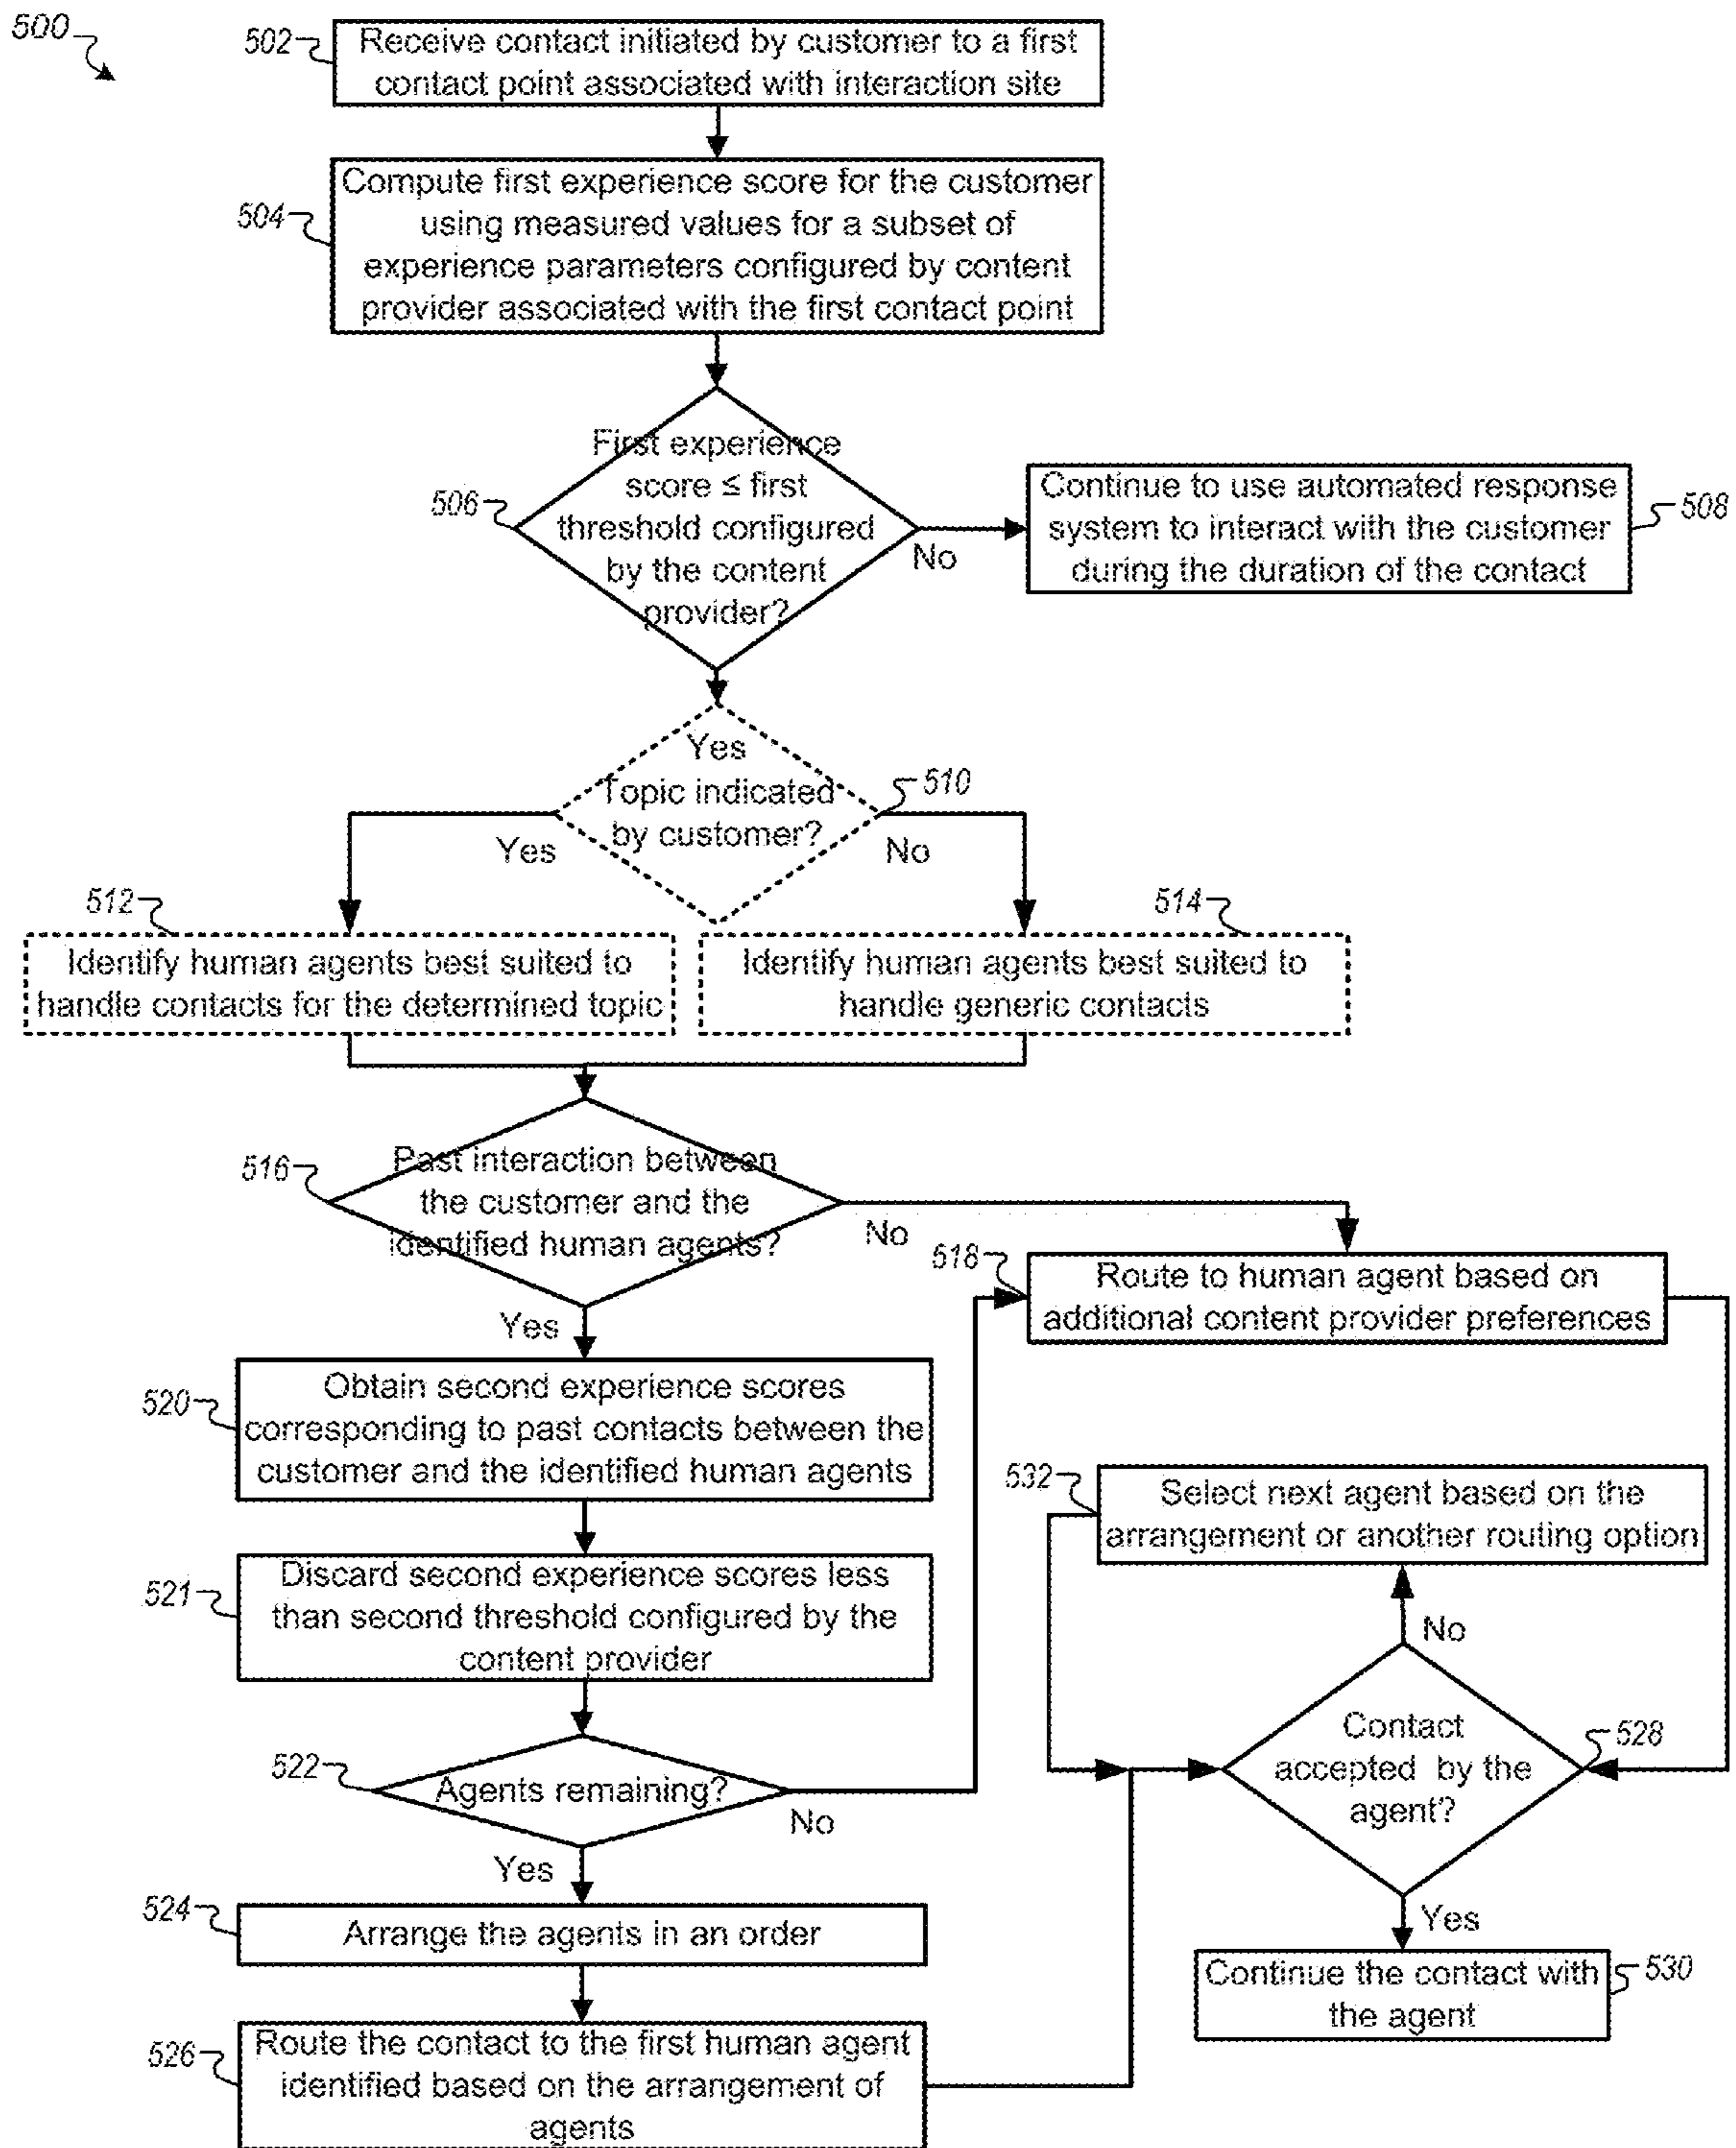 500
502
Receive contact initiated by customer to a first
contact point associated with interaction site
504
Compute first experience score for the customer
using measured values for a subset of
experience parameters configured by content
provider associated with the first contact point
506
First experience
score ≤ first
threshold configured
by the content
provider?
No
Continue to use automated response
system to interact with the customer
during the duration of the contact
508
Yes
Topic indicated
by customer?
510
Yes
No
512
Identify human agents best suited to
handle contacts for the determined topic
514
Identify human agents best suited to
handle generic contacts
516
Past interaction between
the customer and the
identified human agents?
No
Yes
518
Route to human agent based on
additional content provider preferences
520
Obtain second experience scores
corresponding to past contacts between the
customer and the identified human agents
532
Select next agent based on the
arrangement or another routing option
521
Discard second experience scores less
than second threshold configured by the
content provider
No
522
Agents remaining?
No
Yes
Contact
accepted by the
agent?
528
524
Arrange the agents in an order
Yes
Continue the contact with
the agent
530
526
Route the contact to the first human agent
identified based on the arrangement of
agents